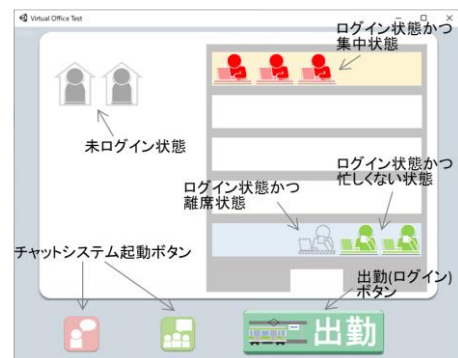 Virtual Office Test
ログイン状態かつ
集中状態
未ログイン状態
ログイン状態かつ
忙しくない状態
ログイン状態かつ
離席状態
チャットシステム起動ボタン
出勤(ログイン)
ボタン
出勤